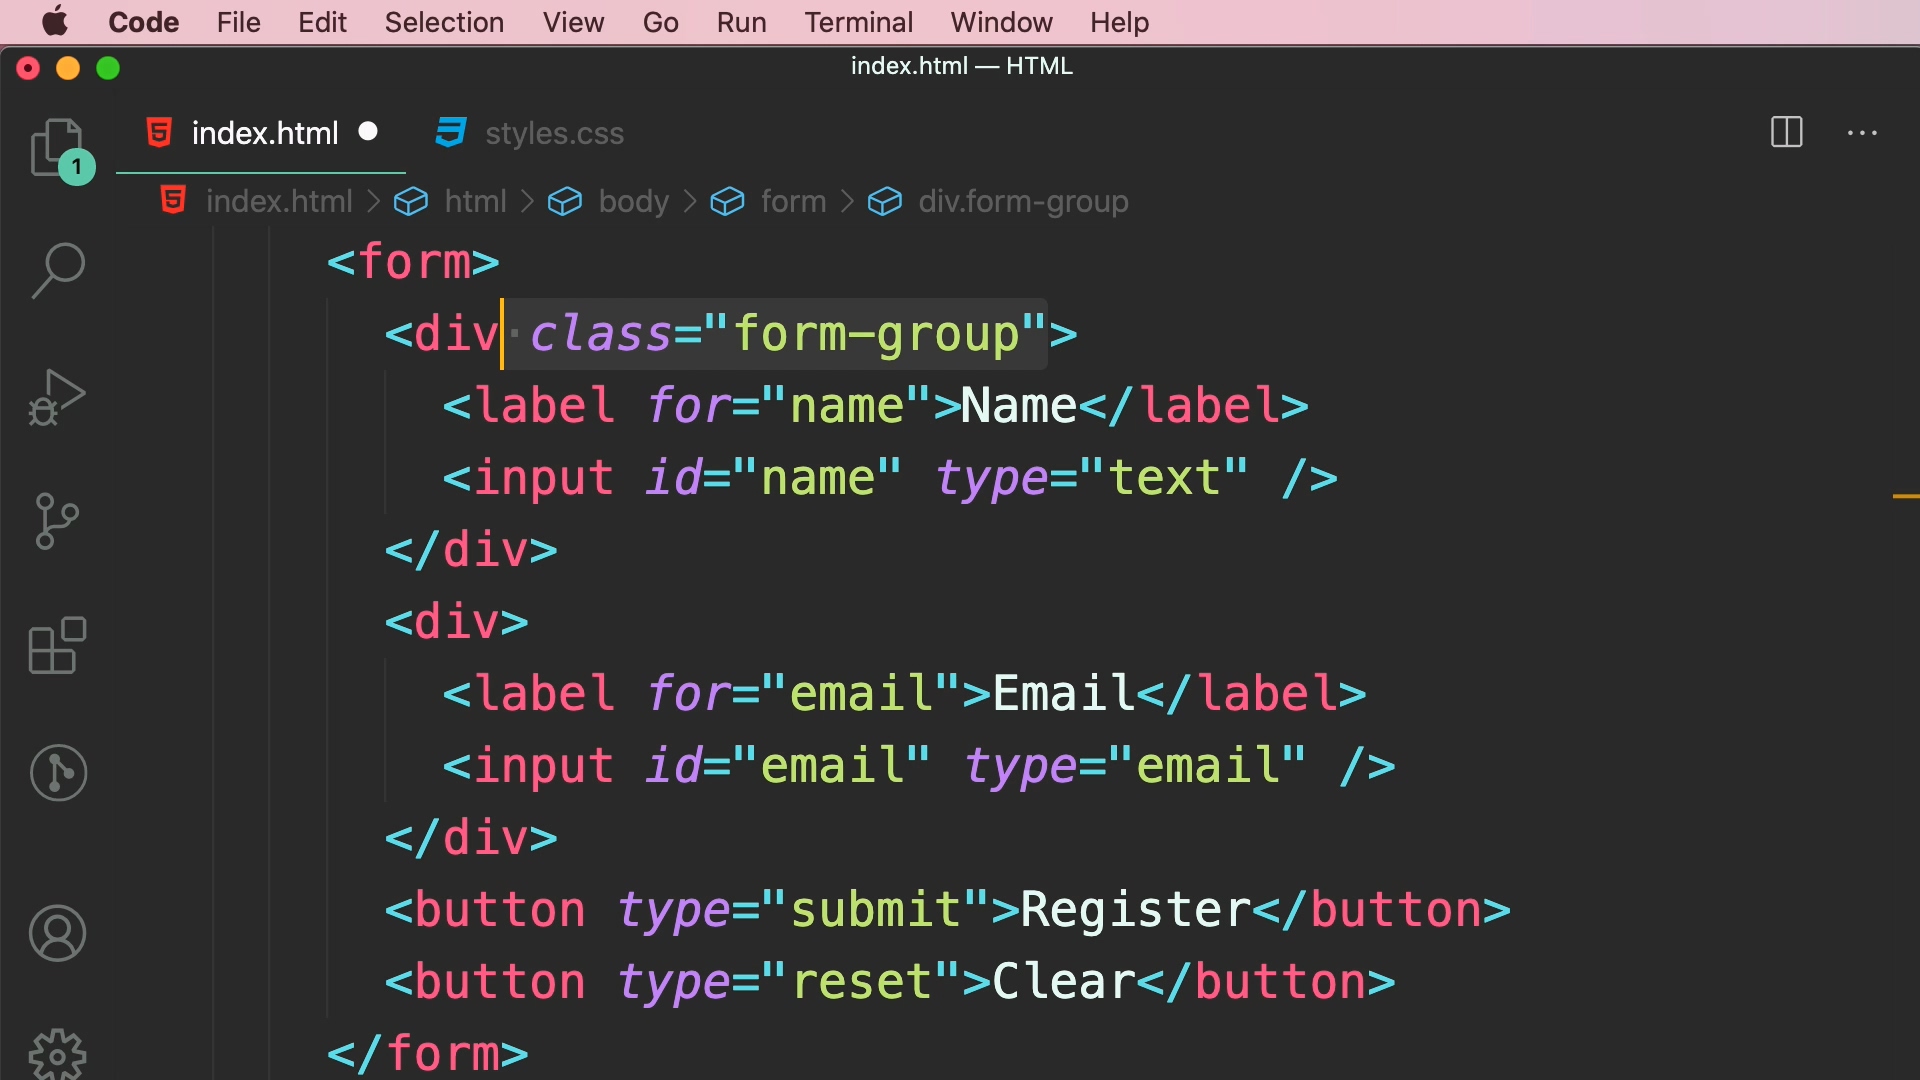 Code File Edit Selection View Go Run Terminal Window Help
index.html — HTML
index.html styles.css
1
index.html > html > body > form > div.form-group
<form>
<div class="form-group">
<label for="name">Name</label>
<input id="name" type="text" />
</div>
<div>
<label for="email">Email</label>
<input id="email" type="email" />
</div>
<button type="submit">Register</button>
<button type="reset">Clear</button>
</form>